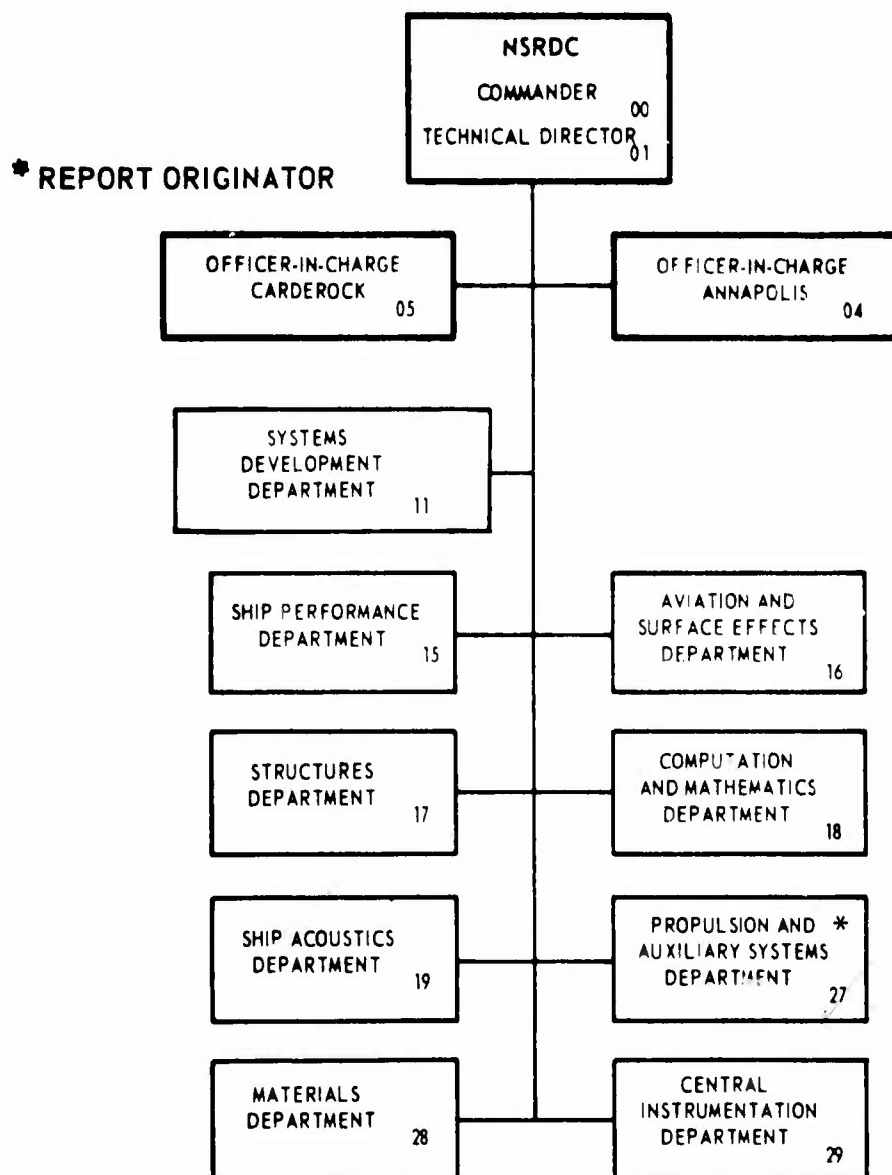 NSRDC
COMMANDER 00
TECHNICAL DIRECTOR 01
* REPORT ORIGINATOR
OFFICER-IN-CHARGE
CARDEROCK
05
OFFICER-IN-CHARGE
ANNAPOLIS
04
SYSTEMS
DEVELOPMENT
DEPARTMENT
11
SHIP PERFORMANCE
DEPARTMENT
15
AVIATION AND
SURFACE EFFECTS
DEPARTMENT
16
STRUCTURES
DEPARTMENT
17
COMPUTATION
AND MATHEMATICS
DEPARTMENT
18
SHIP ACOUSTICS
DEPARTMENT
19
PROPULSION AND *
AUXILIARY SYSTEMS
DEPARTMENT
27
MATERIALS
DEPARTMENT
28
CENTRAL
INSTRUMENTATION
DEPARTMENT
29